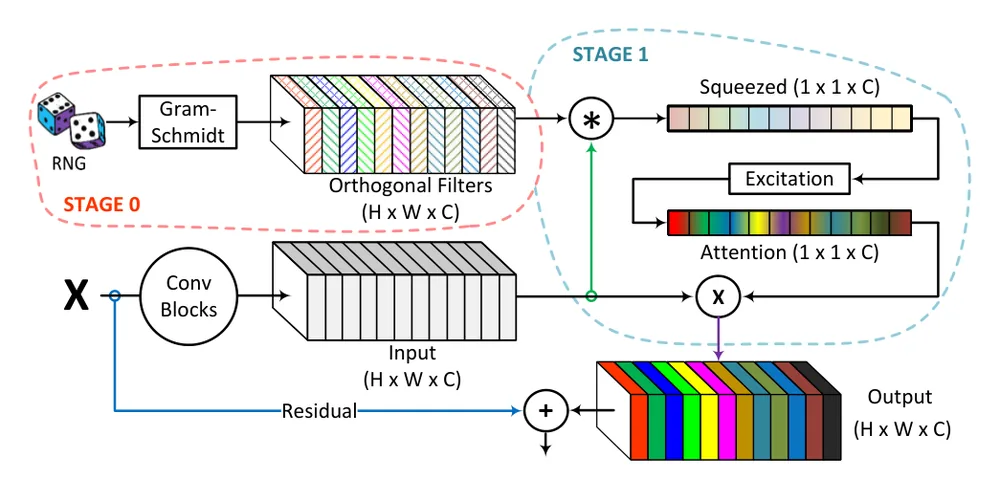 STAGE 1
Squeezed (1 x 1 x C)
Gram-
Schmidt
*
RNG
Excitation
Orthogonal Filters
(H x W x C)
STAGE 0
Attention (1 x 1 x C)
X
Conv
Blocks
X
Input
(H x W x C)
Residual
+
Output
(H x W x C)